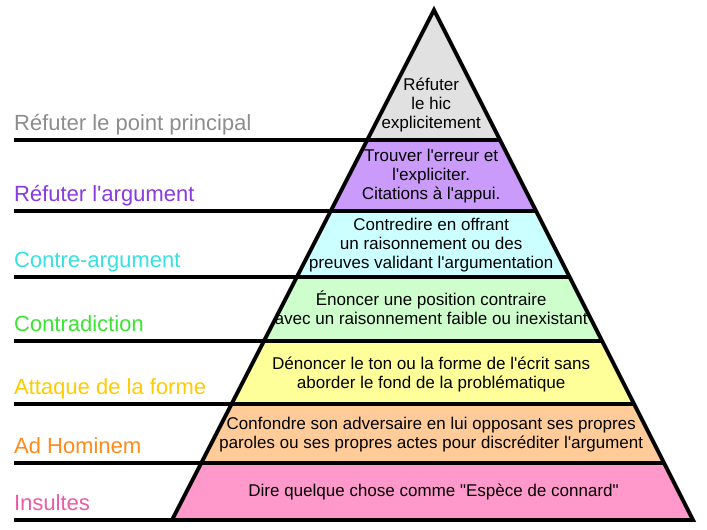 Réfuter
le hic
explicitement
Réfuter le point principal
Trouver l'erreur et
l'expliciter.
Citations à l'appui.
Réfuter l'argument
Contredire en offrant
un raisonnement ou des
preuves validant l'argumentation
Contre-argument
Énoncer une position contraire
avec un raisonnement faible ou inexistant
Contradiction
Dénoncer le ton ou la forme de l'écrit sans
aborder le fond de la problématique
Attaque de la forme
Confondre son adversaire en lui opposant ses propres
paroles ou ses propres actes pour discréditer l'argument
Ad Hominem
Dire quelque chose comme "Espèce de connard"
Insultes